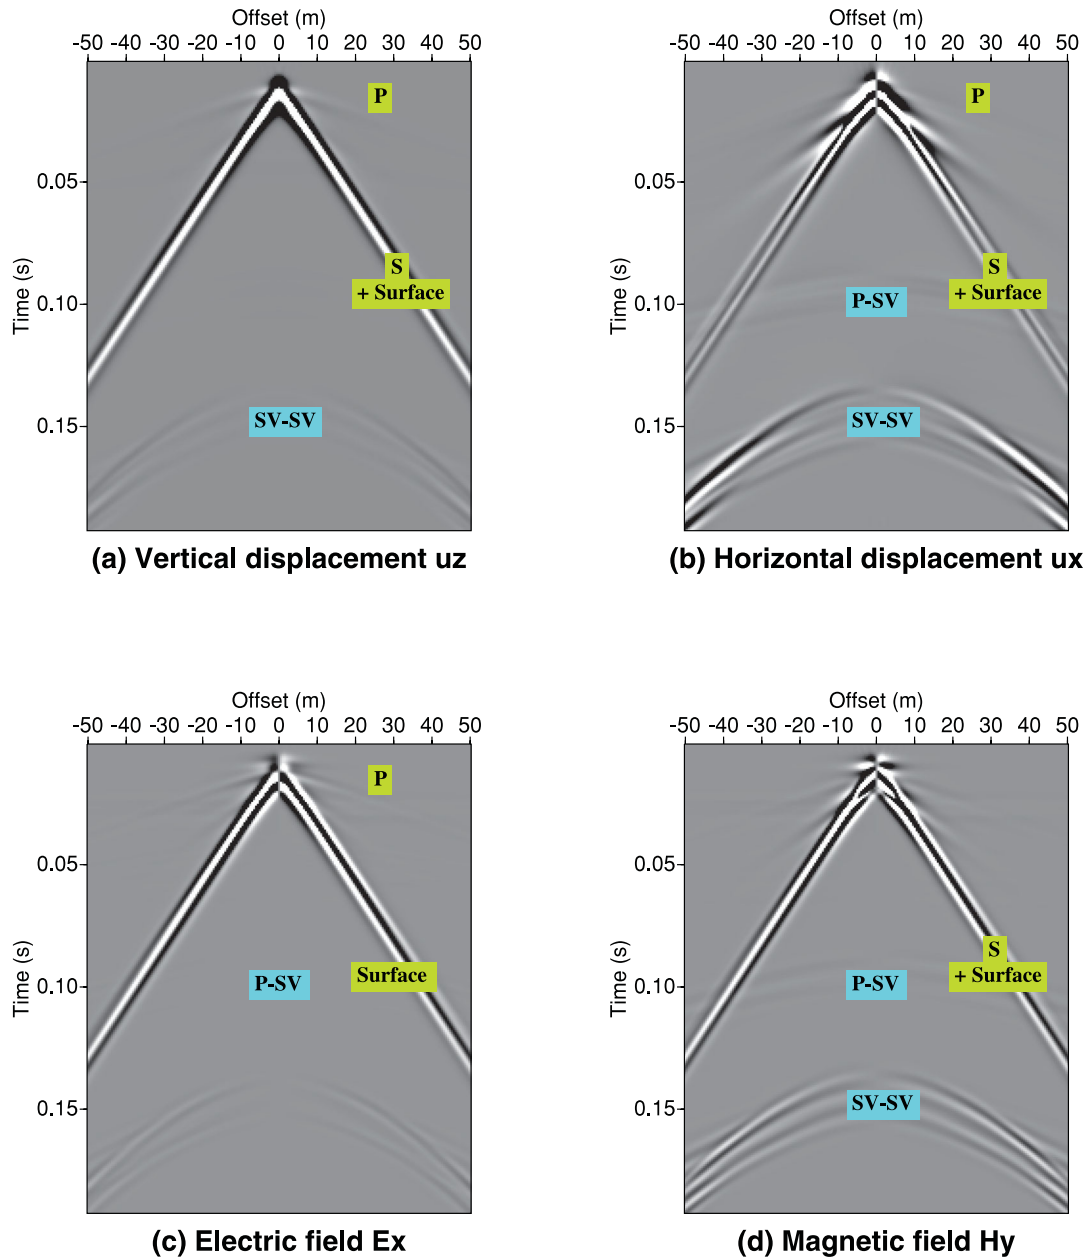 Offset (m)
-50 -40 -30 -20 -10 0 10 20 30 40 50
P
0.05
S
+ Surface
0.10
Time (s)
SV-SV
0.15
(a) Vertical displacement uz
Offset (m)
-50 -40 -30 -20 -10 0 10 20 30 40 50
P
0.05
S
+ Surface
P-SV
0.10
Time (s)
SV-SV
0.15
(b) Horizontal displacement ux
Offset (m)
-50 -40 -30 -20 -10 0 10 20 30 40 50
P
0.05
P-SV
Surface
0.10
Time (s)
0.15
(c) Electric field Ex
Offset (m)
-50 -40 -30 -20 -10 0 10 20 30 40 50
0.05
S
+ Surface
P-SV
0.10
Time (s)
SV-SV
0.15
(d) Magnetic field Hy